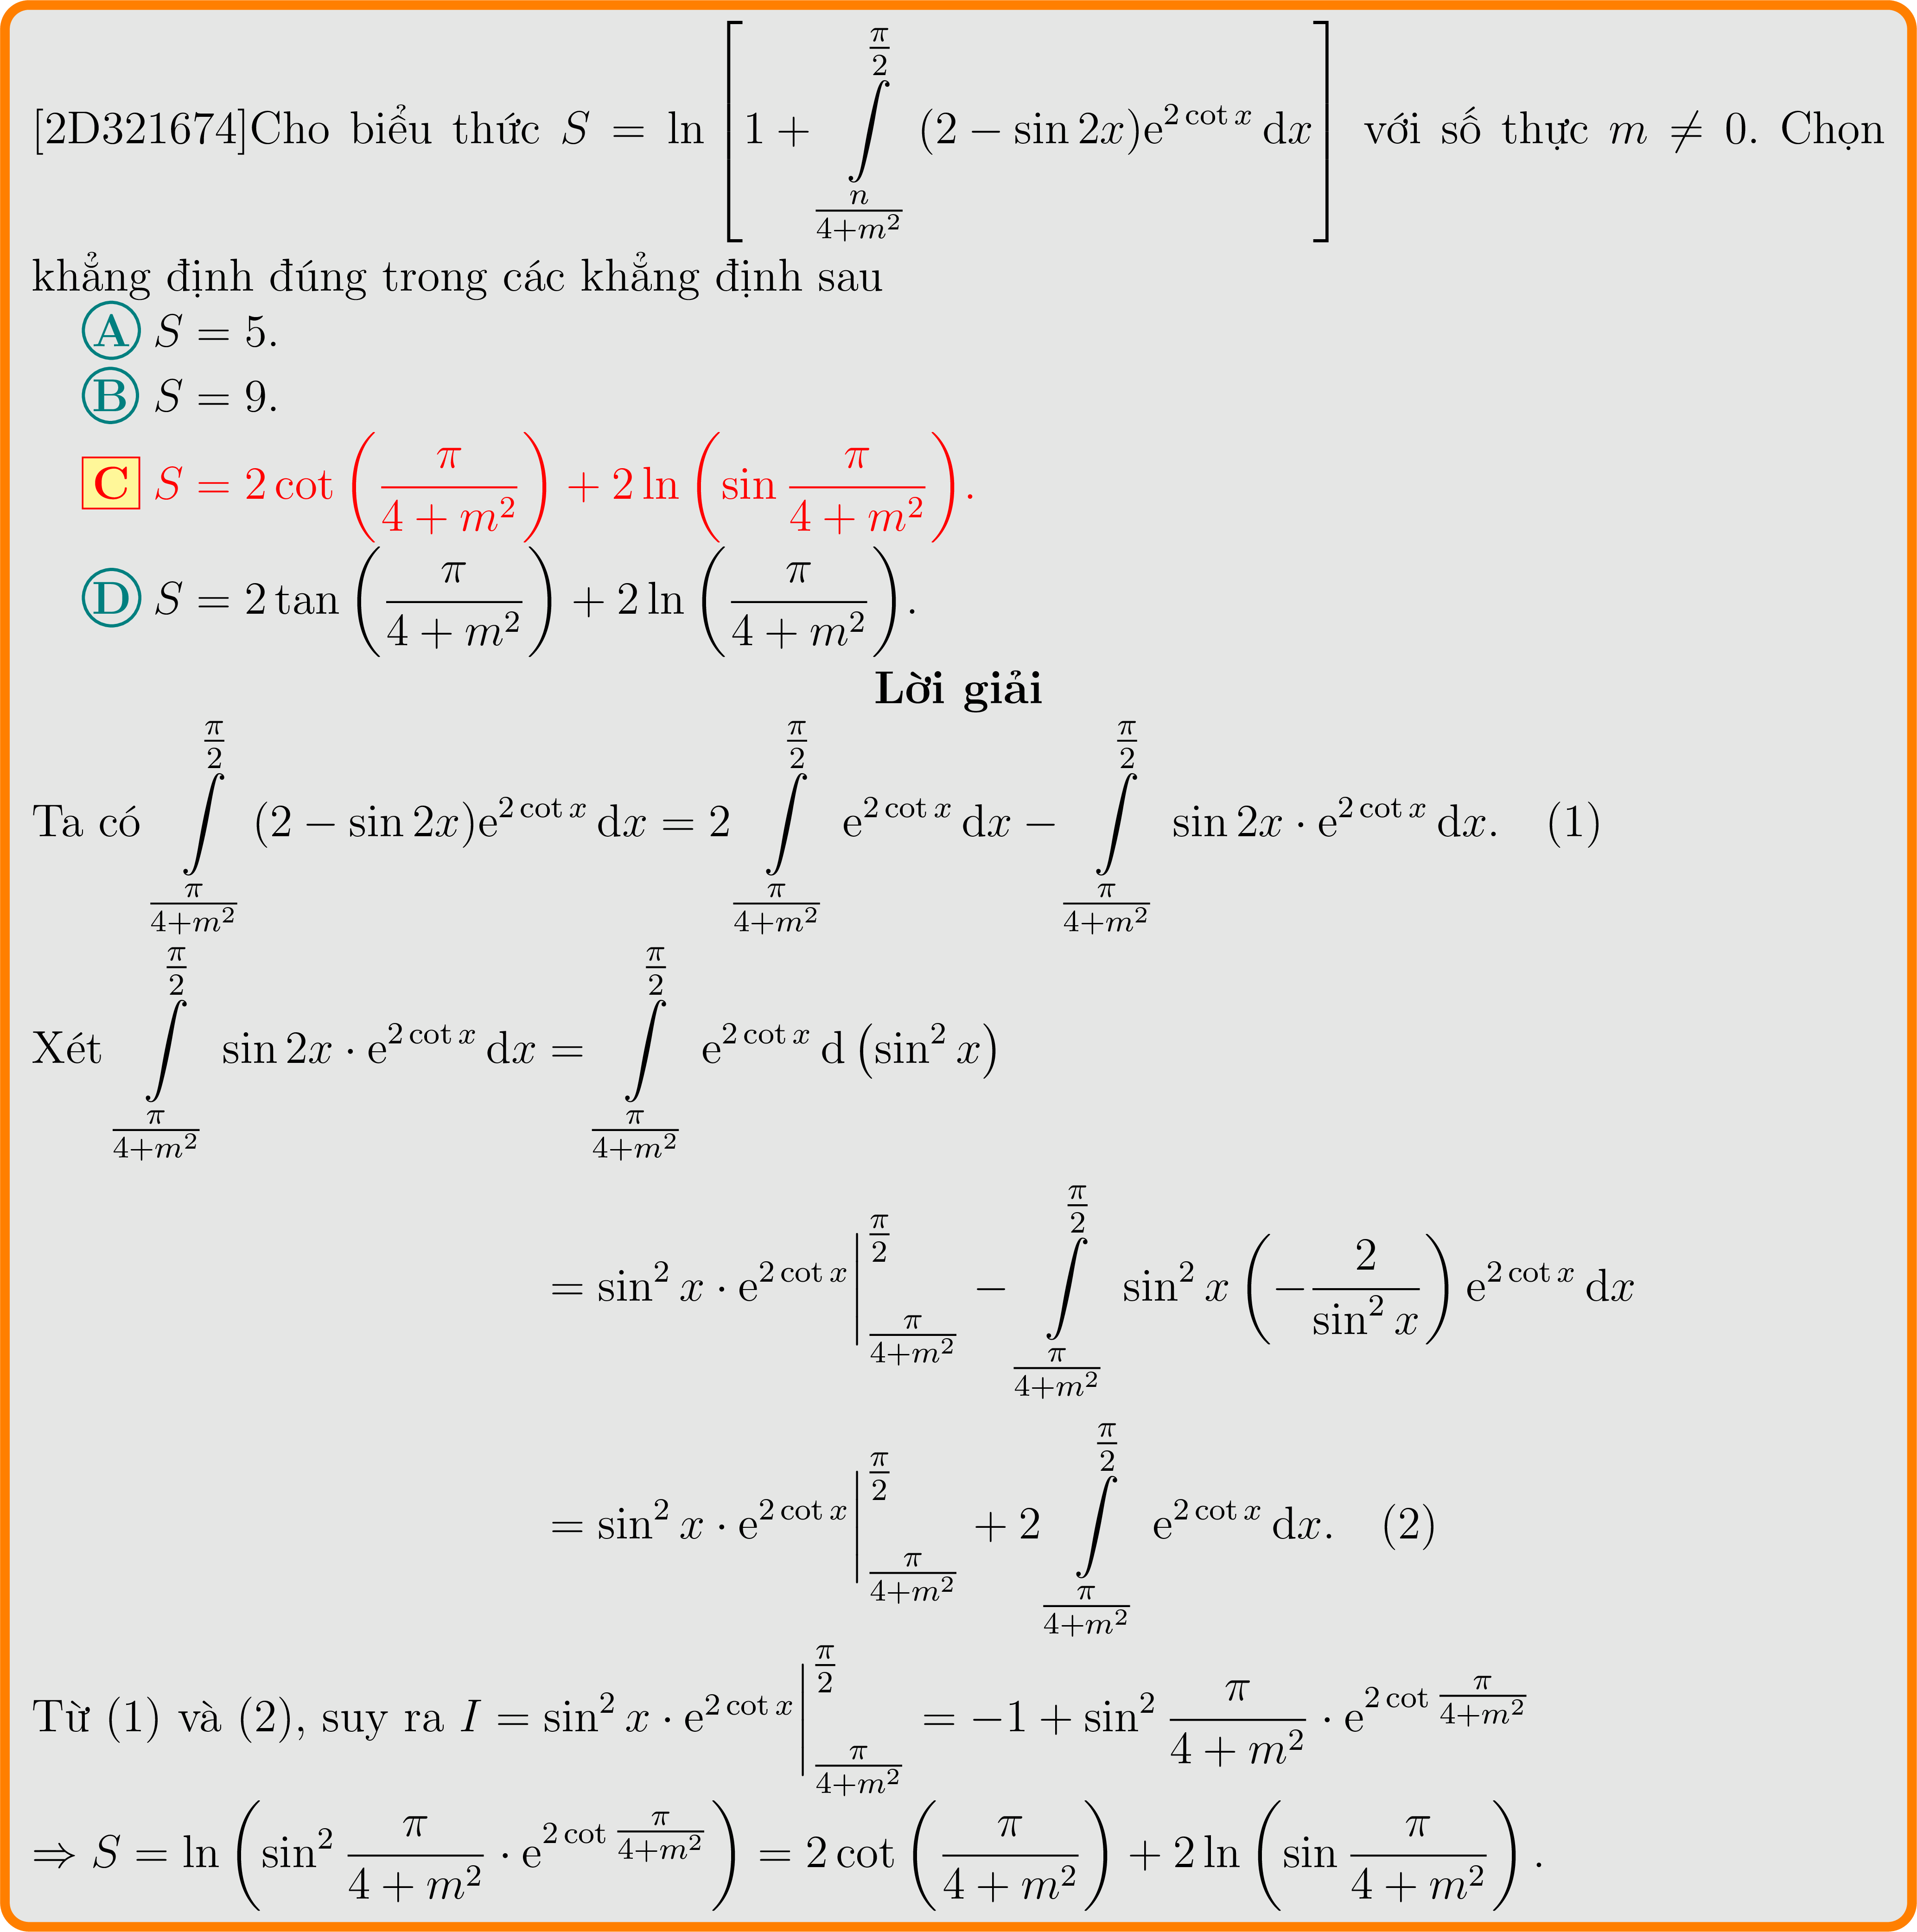 [2D321674]Cho biểu thức $S = \ln \left[ 1 + \int\limits_{\frac{n}{4+m^2}}^{\frac{\pi}{2}} (2 - \sin 2x)\mathrm{e}^{2\cot x}\,\mathrm{d}x \right]$ với số thực $m \neq 0$. Chọn
khẳng định đúng trong các khẳng định sau
A $S = 5.$
B $S = 9.$
C $S = 2\cot\left(\frac{\pi}{4+m^2}\right) + 2\ln\left(\sin\frac{\pi}{4+m^2}\right).$
D $S = 2\tan\left(\frac{\pi}{4+m^2}\right) + 2\ln\left(\frac{\pi}{4+m^2}\right).$
Lời giải
Ta có $\int\limits_{\frac{\pi}{4+m^2}}^{\frac{\pi}{2}} (2 - \sin 2x)\mathrm{e}^{2\cot x}\,\mathrm{d}x = 2\int\limits_{\frac{\pi}{4+m^2}}^{\frac{\pi}{2}} \mathrm{e}^{2\cot x}\,\mathrm{d}x - \int\limits_{\frac{\pi}{4+m^2}}^{\frac{\pi}{2}} \sin 2x \cdot \mathrm{e}^{2\cot x}\,\mathrm{d}x.$ (1)
Xét $\int\limits_{\frac{\pi}{4+m^2}}^{\frac{\pi}{2}} \sin 2x \cdot \mathrm{e}^{2\cot x}\,\mathrm{d}x = \int\limits_{\frac{\pi}{4+m^2}}^{\frac{\pi}{2}} \mathrm{e}^{2\cot x}\,\mathrm{d}\left(\sin^2 x\right)$
$= \sin^2 x \cdot \mathrm{e}^{2\cot x}\Big|_{\frac{\pi}{4+m^2}}^{\frac{\pi}{2}} - \int\limits_{\frac{\pi}{4+m^2}}^{\frac{\pi}{2}} \sin^2 x \left(-\frac{2}{\sin^2 x}\right)\mathrm{e}^{2\cot x}\,\mathrm{d}x$
$= \sin^2 x \cdot \mathrm{e}^{2\cot x}\Big|_{\frac{\pi}{4+m^2}}^{\frac{\pi}{2}} + 2\int\limits_{\frac{\pi}{4+m^2}}^{\frac{\pi}{2}} \mathrm{e}^{2\cot x}\,\mathrm{d}x.$ (2)
Từ (1) và (2), suy ra $I = \sin^2 x \cdot \mathrm{e}^{2\cot x}\Big|_{\frac{\pi}{4+m^2}}^{\frac{\pi}{2}} = -1 + \sin^2\frac{\pi}{4+m^2} \cdot \mathrm{e}^{2\cot\frac{\pi}{4+m^2}}$
$\Rightarrow S = \ln\left(\sin^2\frac{\pi}{4+m^2} \cdot \mathrm{e}^{2\cot\frac{\pi}{4+m^2}}\right) = 2\cot\left(\frac{\pi}{4+m^2}\right) + 2\ln\left(\sin\frac{\pi}{4+m^2}\right).$